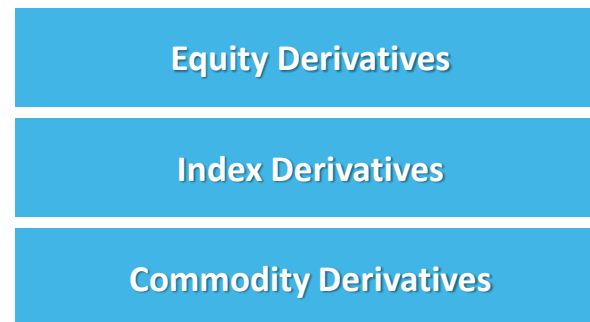 Equity Derivatives
Index Derivatives
Commodity Derivatives